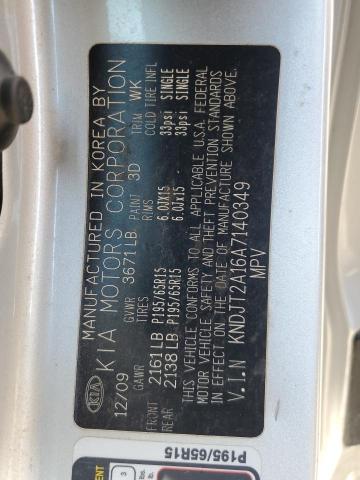 MANUFACTURED IN KOREA BY
KIA MOTORS CORPORATION
KIA
12/09 GVWR 3671LB PAINT 3D TRIM WK
GAWR TIRES RIMS COLD TIRE INFL
FRONT 2161LB P195/65R15 6.0JX15 33psi SINGLE
REAR 2138LB P195/65R15 6.0JX15 33psi SINGLE
THIS VEHICLE CONFORMS TO ALL APPLICABLE U.S.A. FEDERAL
MOTOR VEHICLE SAFETY AND THEFT PREVENTION STANDARDS IN
EFFECT ON THE DATE OF MANUFACTURE SHOWN ABOVE.
V.I.N KNDJT2A16A7140349
MPV
P195/65R15
3